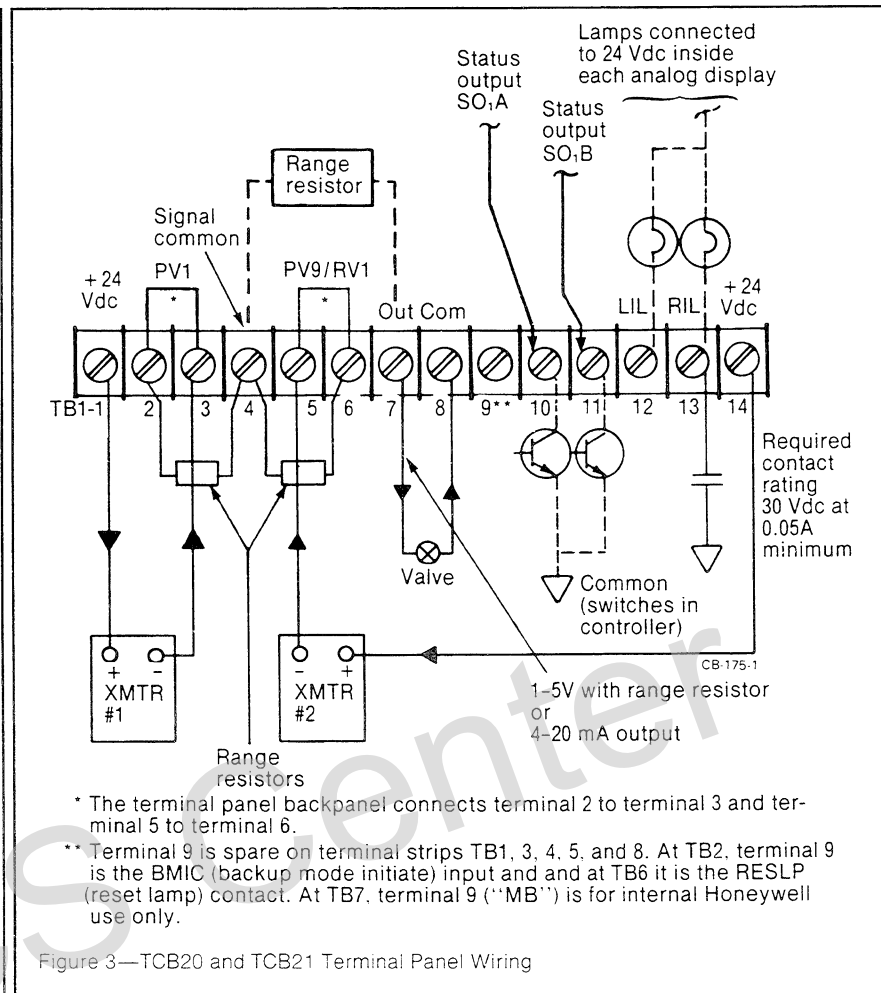 Lamps connected
to 24 Vdc inside
each analog display
Status
output
SO₁A
Status
output
SO₁B
Range
resistor
Signal
common
+24
Vdc
PV1
*
PV9/RV1
*
Out Com
LIL
RIL
+24
Vdc
TB1-1 2 3 4 5 6 7 8 9** 10 11 12 13 14
Required
contact
rating
30 Vdc at
0.05A
minimum
Valve
Common
(switches in
controller)
CB-175-1
+ -
XMTR
#1
- +
XMTR
#2
1-5V with range resistor
or
4-20 mA output
Range
resistors
* The terminal panel backpanel connects terminal 2 to terminal 3 and ter-
minal 5 to terminal 6.
** Terminal 9 is spare on terminal strips TB1, 3, 4, 5, and 8. At TB2, terminal 9
is the BMIC (backup mode initiate) input and and at TB6 it is the RESLP
(reset lamp) contact. At TB7, terminal 9 (“MB”) is for internal Honeywell
use only.
Figure 3—TCB20 and TCB21 Terminal Panel Wiring
S Center